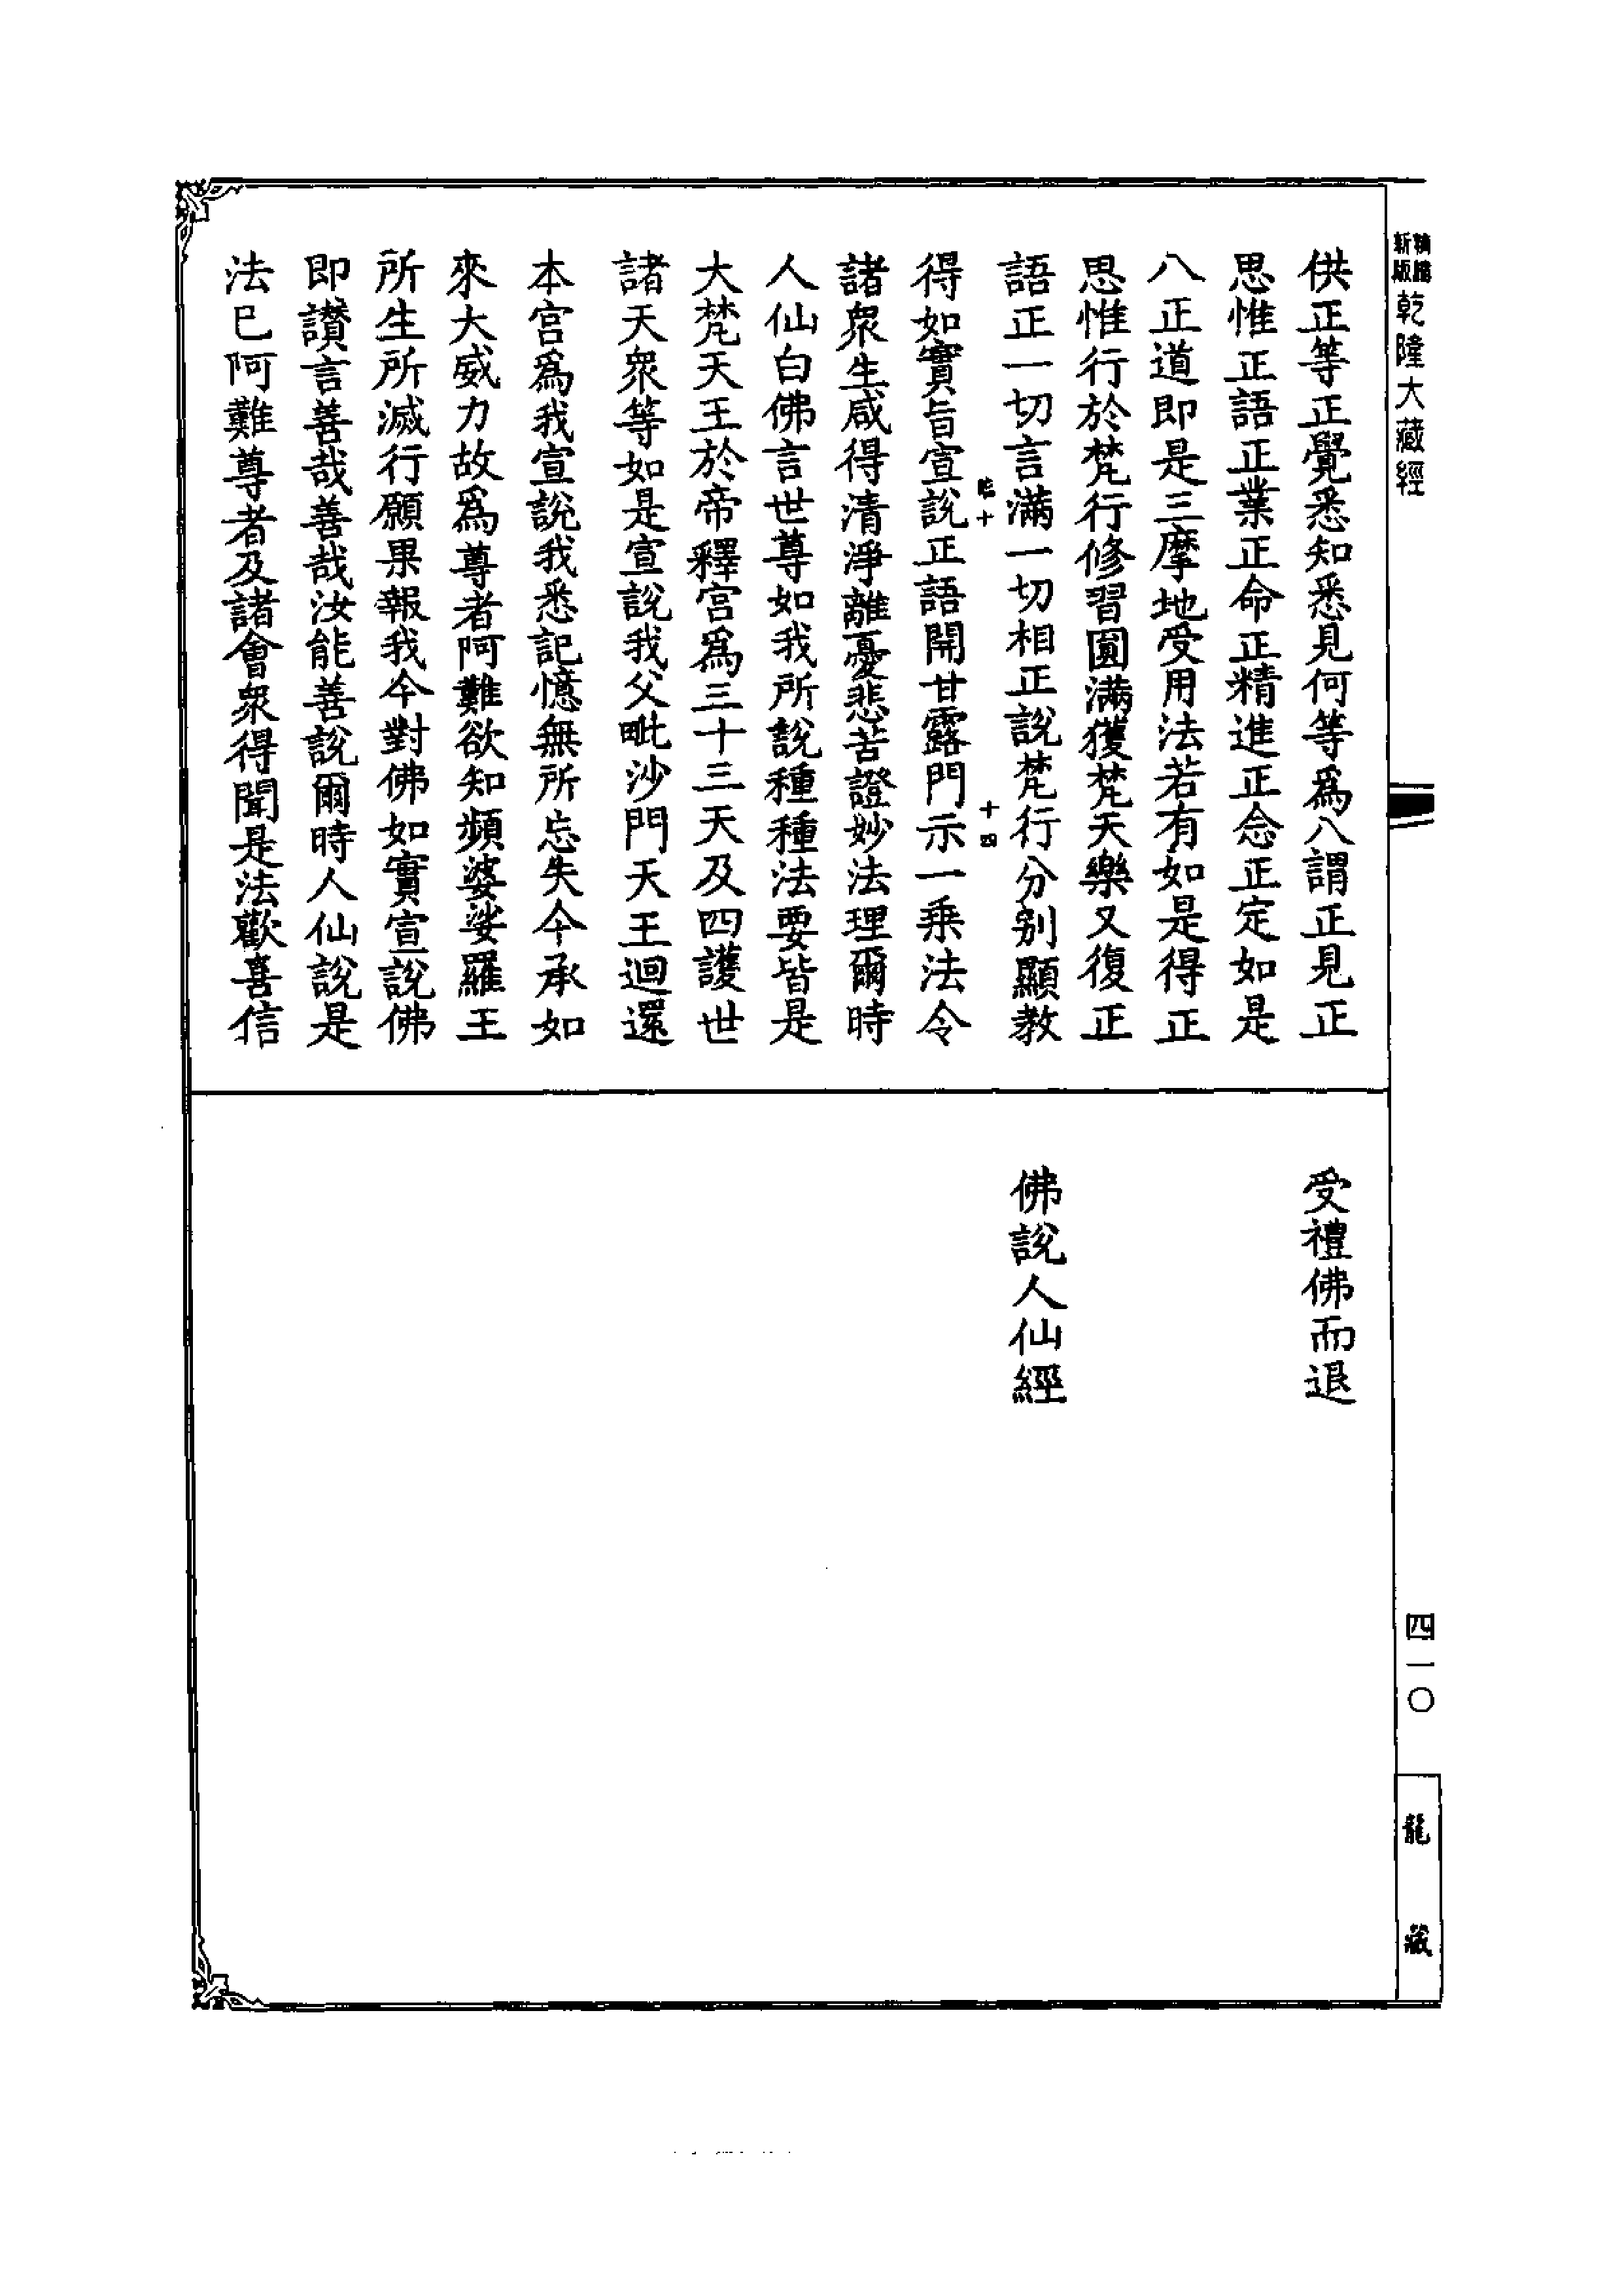 新版
乾隆大藏經
供正等正覺悉知悉見何等爲八謂正見正
思惟正語正業正命正精進正念正定如是
八正道即是三摩地受用法若有如是得正
思惟行於梵行修習圓滿獲梵天樂又復正
語正一切言滿一切相正說梵行分別顯教
十四
得如實旨宣說正語開甘露門示一乘法令
諸衆生咸得清淨離憂悲苦證妙法理爾時
人仙白佛言世尊如我所說種種法要皆是
大梵天王於帝釋宮爲三十三天及四護世
諸天衆等如是宣說我父毗沙門天王迴還
本宮爲我宣說我悉記憶無所忘失今承如
來大威力故爲尊者阿難欲知頻婆娑羅王
所生所滅行願果報我今對佛如實宣說佛
即讚言善哉善哉汝能善說爾時人仙說是
法已阿難尊者及諸會衆得聞是法歡喜信
受禮佛而退
佛說人仙經
四一〇
龍藏